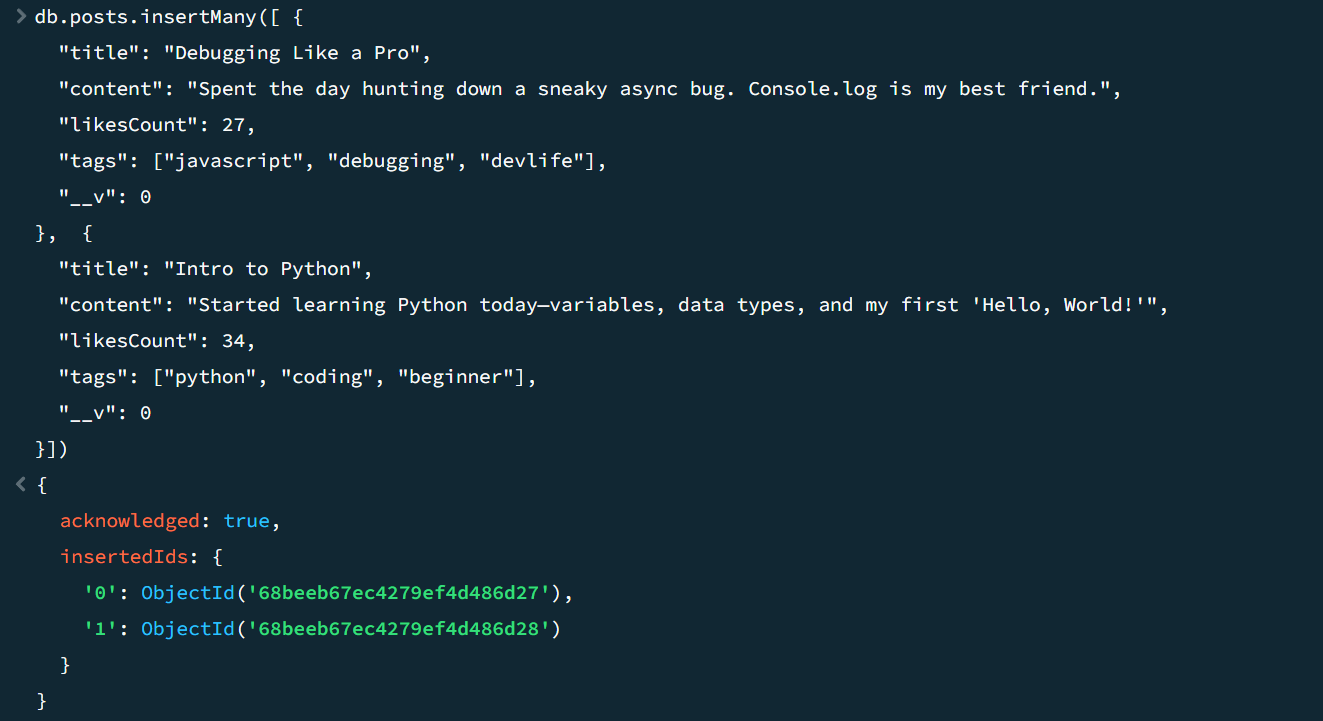 > db.posts.insertMany([ {
"title": "Debugging Like a Pro",
"content": "Spent the day hunting down a sneaky async bug. Console.log is my best friend.",
"likesCount": 27,
"tags": ["javascript", "debugging", "devlife"],
"__v": 0
},  {
"title": "Intro to Python",
"content": "Started learning Python today—variables, data types, and my first 'Hello, World!'",
"likesCount": 34,
"tags": ["python", "coding", "beginner"],
"__v": 0
}])
< {
acknowledged: true,
insertedIds: {
'0': ObjectId('68beeb67ec4279ef4d486d27'),
'1': ObjectId('68beeb67ec4279ef4d486d28')
}
}